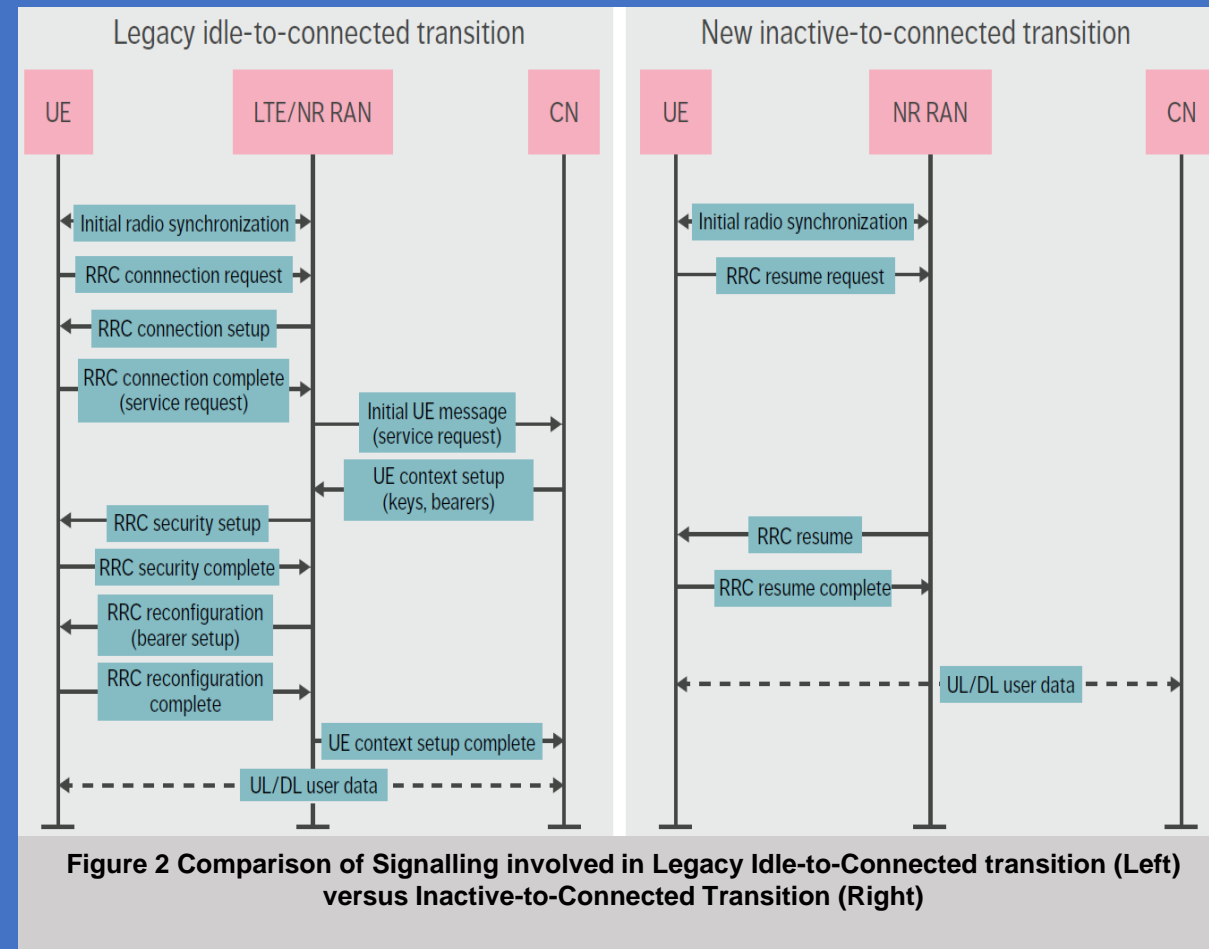 Legacy idle-to-connected transition
UE
LTE/NR RAN
CN
Initial radio synchronization
RRC connnection request
RRC connection setup
RRC connection complete
(service request)
Initial UE message
(service request)
UE context setup
(keys, bearers)
RRC security setup
RRC security complete
RRC reconfiguration
(bearer setup)
RRC reconfiguration
complete
UE context setup complete
UL/DL user data
New inactive-to-connected transition
UE
NR RAN
CN
Initial radio synchronization
RRC resume request
RRC resume
RRC resume complete
UL/DL user data
Figure 2 Comparison of Signalling involved in Legacy Idle-to-Connected transition (Left)
versus Inactive-to-Connected Transition (Right)